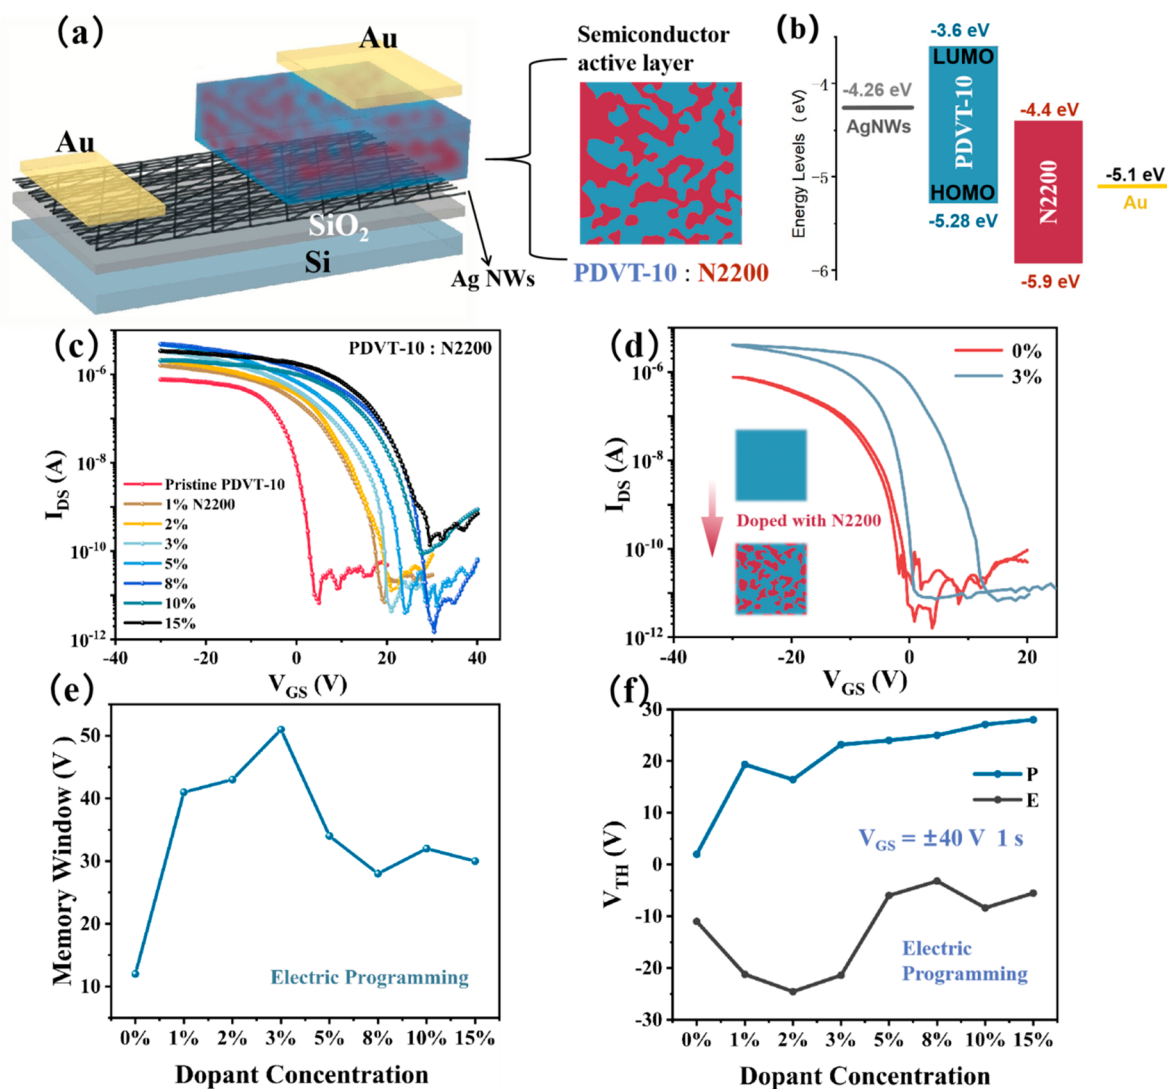 (a)
Au
Au
SiO2
Si
Ag NWs
Semiconductor
active layer
PDVT-10 : N2200
(b)
Energy Levels ( eV)
−4
−5
−6
-4.26 eV
AgNWs
-3.6 eV
LUMO
PDVT-10
HOMO
-5.28 eV
-4.4 eV
N2200
-5.9 eV
-5.1 eV
Au
(c)
PDVT-10 : N2200
IDS (A)
10-6
10-8
10-10
10-12
Pristine PDVT-10
1% N2200
2%
3%
5%
8%
10%
15%
-40 -20 0 20 40
VGS (V)
(d)
0%
3%
IDS (A)
10-6
10-8
10-10
10-12
Doped with N2200
-40 -20 0 20
VGS (V)
(e)
Memory Window (V )
50
40
30
20
10
Electric Programming
0% 1% 2% 3% 5% 8% 10% 15%
Dopant Concentration
(f)
VTH (V)
30
20
10
0
-10
-20
-30
P
E
VGS = ±40 V 1 s
Electric
Programming
0% 1% 2% 3% 5% 8% 10% 15%
Dopant Concentration